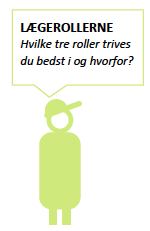 LÆGEROLLERNE
Hvilke tre roller trives
du bedst i og hvorfor?